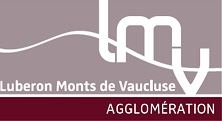 lmv
Luberon Monts de Vaucluse
AGGLOMÉRATION